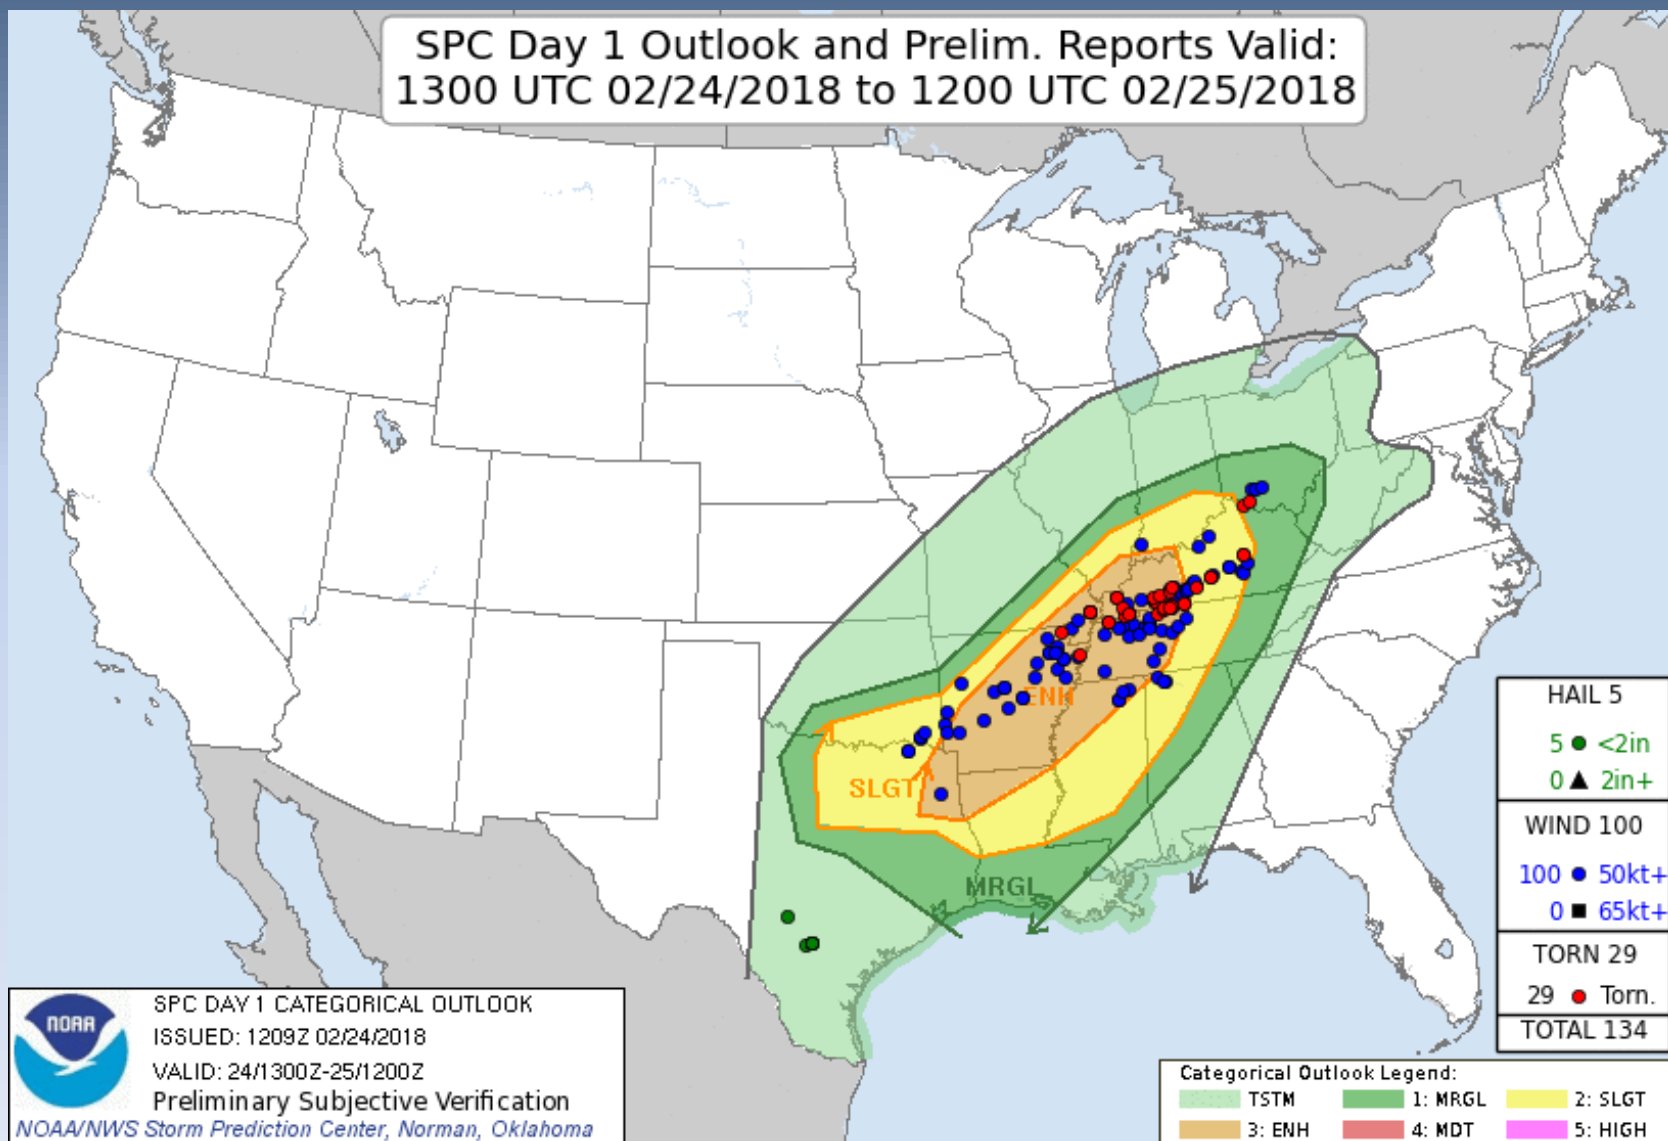 SPC Day 1 Outlook and Prelim. Reports Valid:
1300 UTC 02/24/2018 to 1200 UTC 02/25/2018
ENH
SLGT
MRGL
HAIL 5
5 <2in
0 2in+
WIND 100
100 50kt+
0 65kt+
TORN 29
29 Torn.
TOTAL 134
NOAA
SPC DAY 1 CATEGORICAL OUTLOOK
ISSUED: 1209Z 02/24/2018
VALID: 24/1300Z-25/1200Z
Preliminary Subjective Verification
NOAA/NWS Storm Prediction Center, Norman, Oklahoma
Categorical Outlook Legend:
TSTM 1: MRGL 2: SLGT
3: ENH 4: MDT 5: HIGH